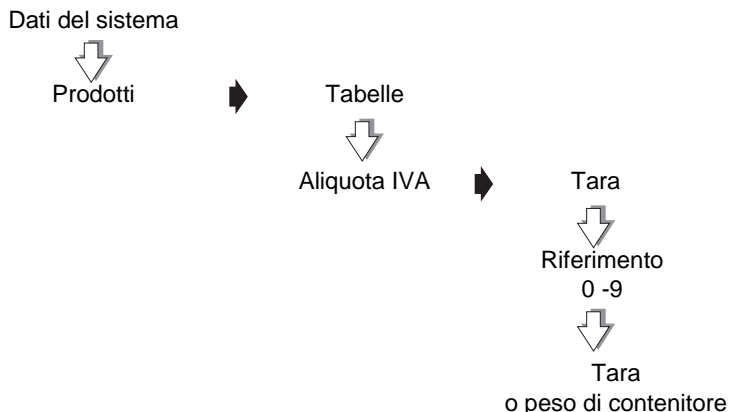 Dati del sistema
Prodotti
Tabelle
Aliquota IVA
Tara
Riferimento
0 -9
Tara
o peso di contenitore